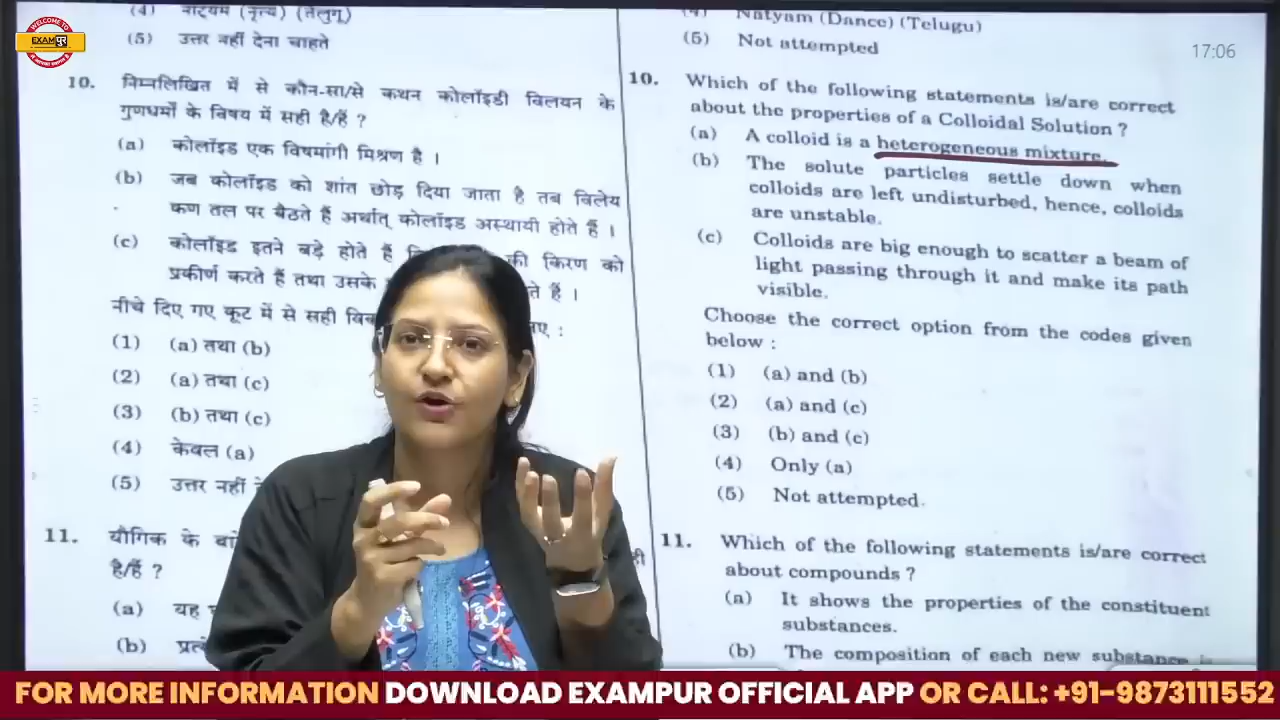 WELCOME TO
EXAMपुर
(4) नाट्यम (नृत्य) (तेलुगू)
(5) उत्तर नहीं देना चाहते
10. निम्नलिखित में से कौन-सा/से कथन कोलॉइडी विलयन के
गुणधर्मों के विषय में सही है/हैं ?
(a) कोलॉइड एक विषमांगी मिश्रण है ।
(b) जब कोलॉइड को शांत छोड़ दिया जाता है तब विलेय
कण तल पर बैठते हैं अर्थात् कोलॉइड अस्थायी होते हैं ।
(c) कोलॉइड इतने बड़े होते हैं की किरण को
प्रकीर्ण करते हैं तथा उसके
नीचे दिए गए कूट में से सही
(1) (a) तथा (b)
(2) (a) तथा (c)
(3) (b) तथा (c)
(4) केवल (a)
(5) उत्तर नहीं
11. यौगिक के
है/हैं ?
(a) यह
(b)
(4) Natyam (Dance) (Telugu)
(5) Not attempted
17:06
10. Which of the following statements is/are correct
about the properties of a Colloidal Solution ?
(a) A colloid is a heterogeneous mixture.
(b) The solute particles settle down when
colloids are left undisturbed, hence, colloids
are unstable.
(c) Colloids are big enough to scatter a beam of
light passing through it and make its path
visible.
Choose the correct option from the codes given
below :
(1) (a) and (b)
(2) (a) and (c)
(3) (b) and (c)
(4) Only (a)
(5) Not attempted.
11. Which of the following statements is/are correct
about compounds ?
(a) It shows the properties of the constituent
substances.
(b) The composition of each new substance
FOR MORE INFORMATION DOWNLOAD EXAMPUR OFFICIAL APP OR CALL: +91-9873111552